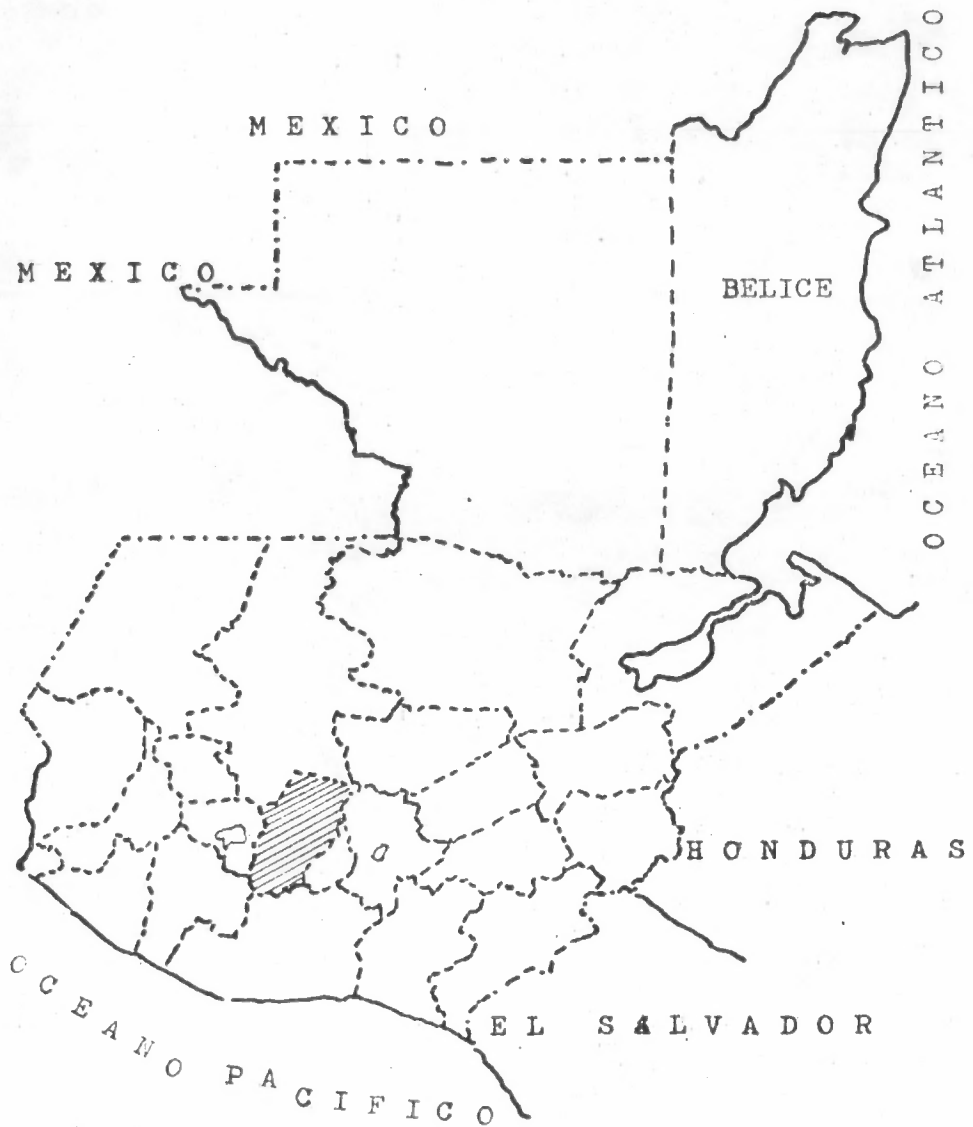 MEXICO
MEXICO
BELICE
OCEANO ATLANTICO
HONDURAS
EL SALVADOR
OCEANO PACIFICO